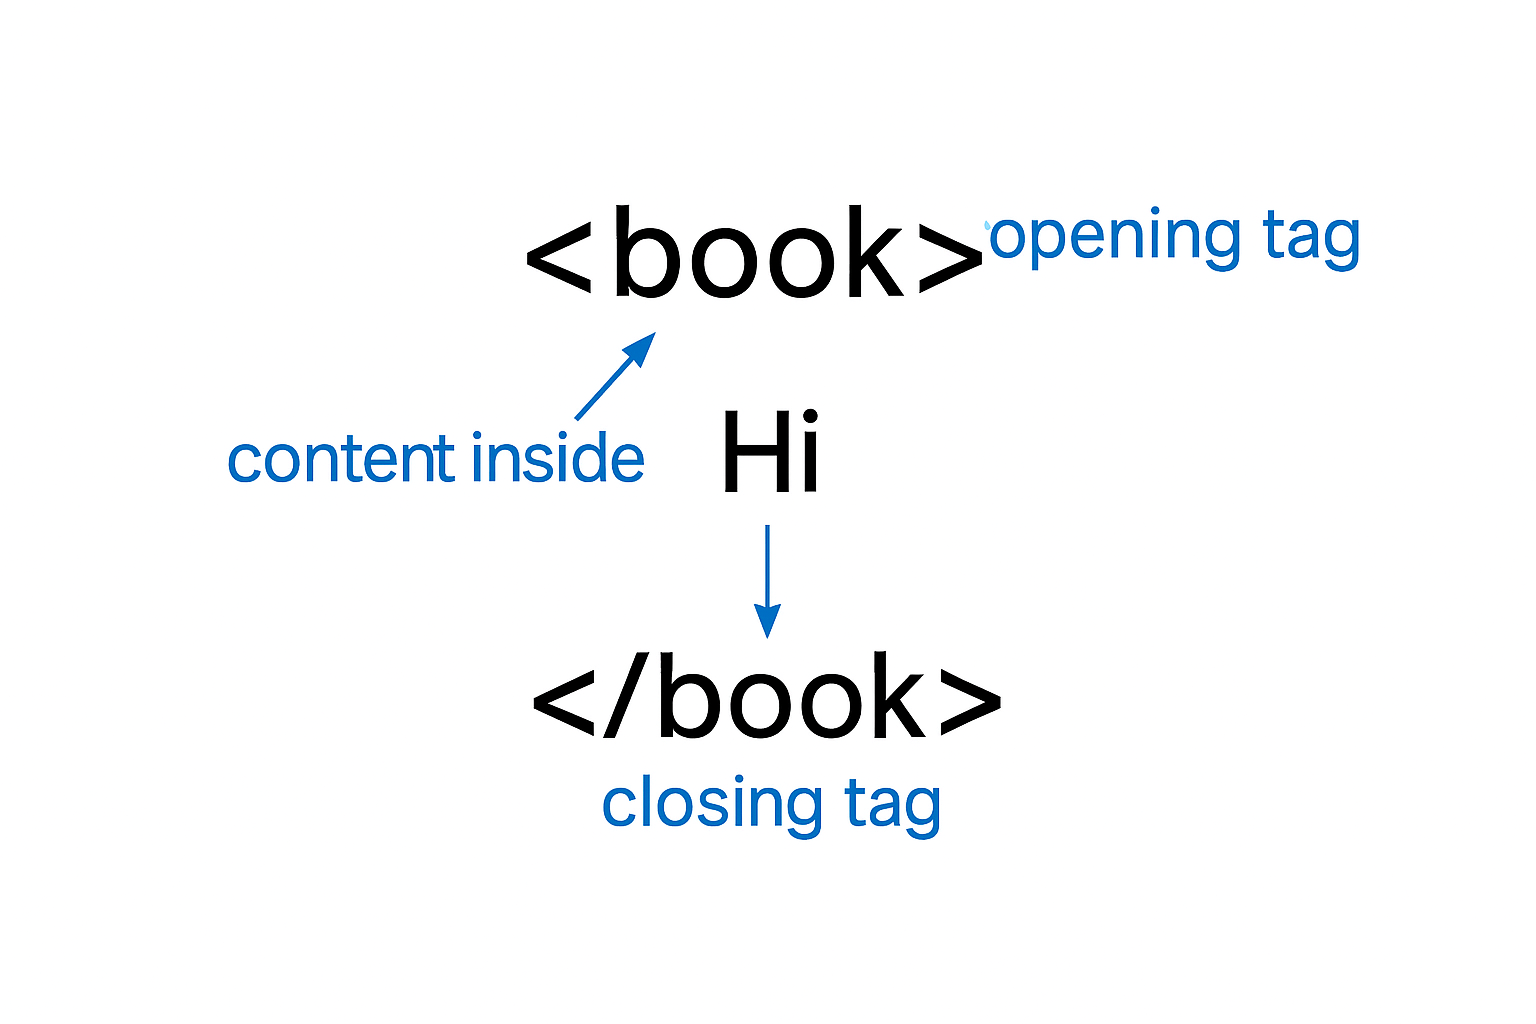 <book> opening tag
content inside Hi
</book>
closing tag